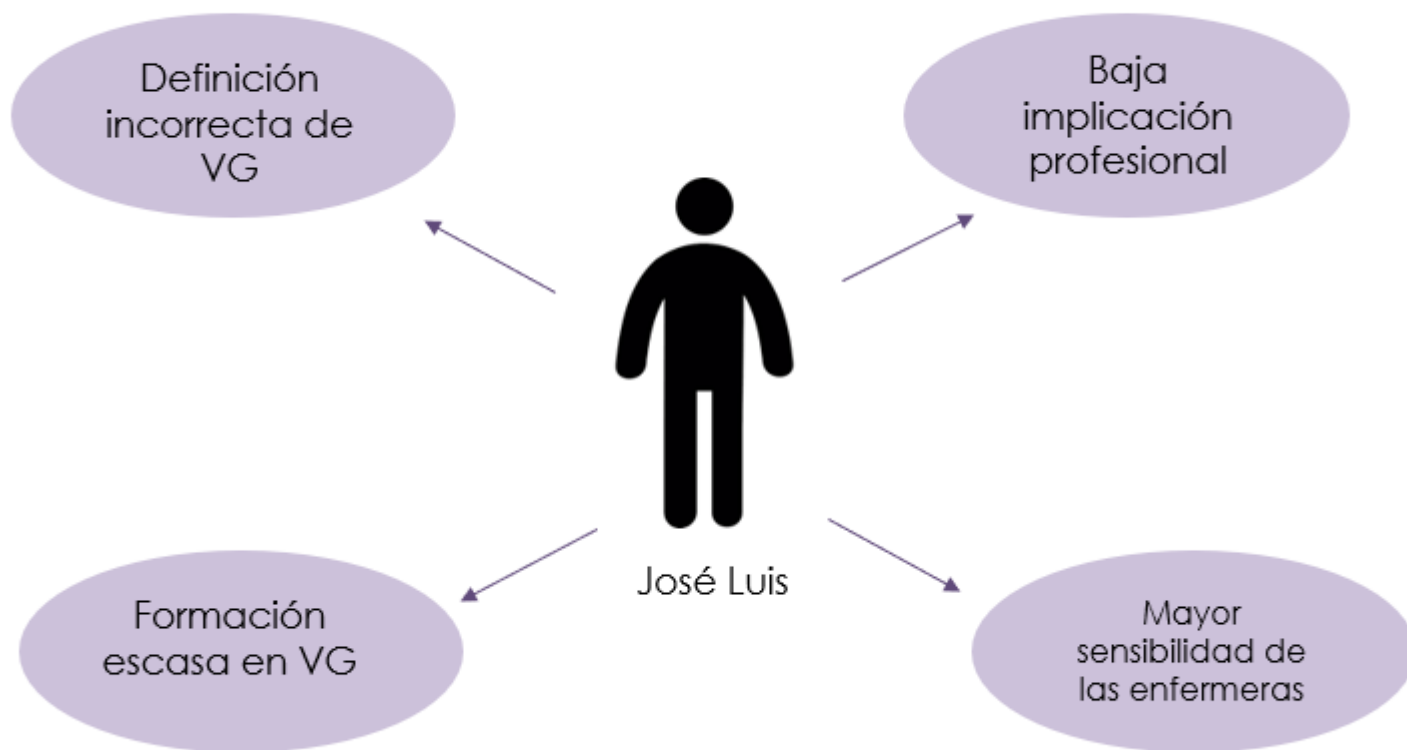 Definición
incorrecta de
VG
Baja
implicación
profesional
José Luis
Formación
escasa en VG
Mayor
sensibilidad de
las enfermeras